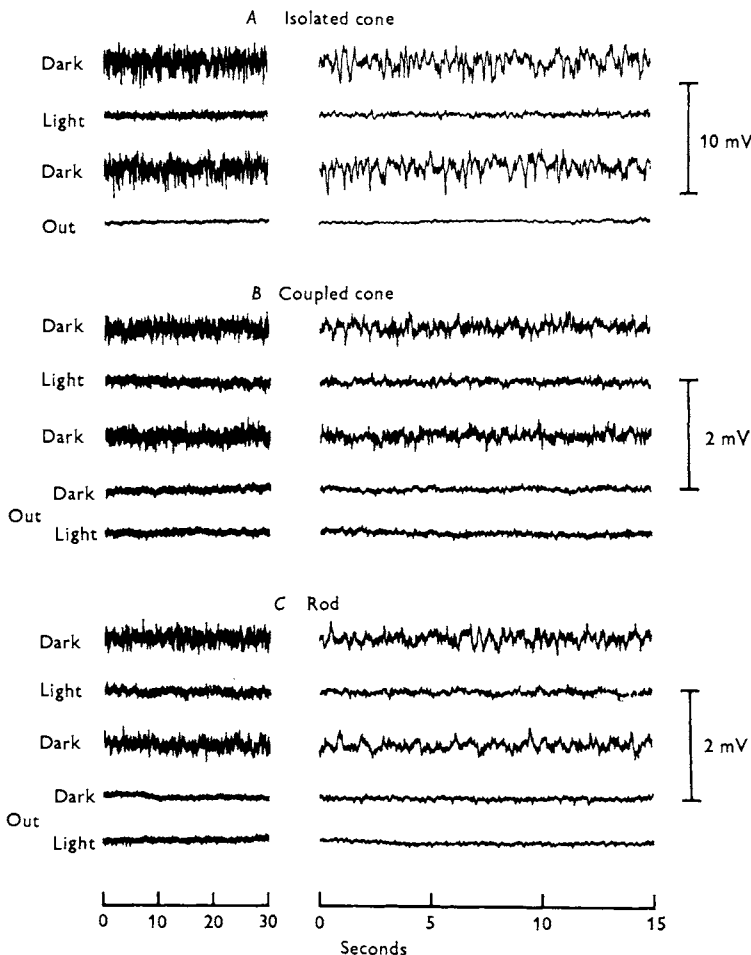 A Isolated cone
Dark
Light
Dark
Out
10 mV
B Coupled cone
Dark
Light
Dark
Dark
Out
Light
2 mV
C Rod
Dark
Light
Dark
Dark
Out
Light
2 mV
0 10 20 30 0 5 10 15
Seconds